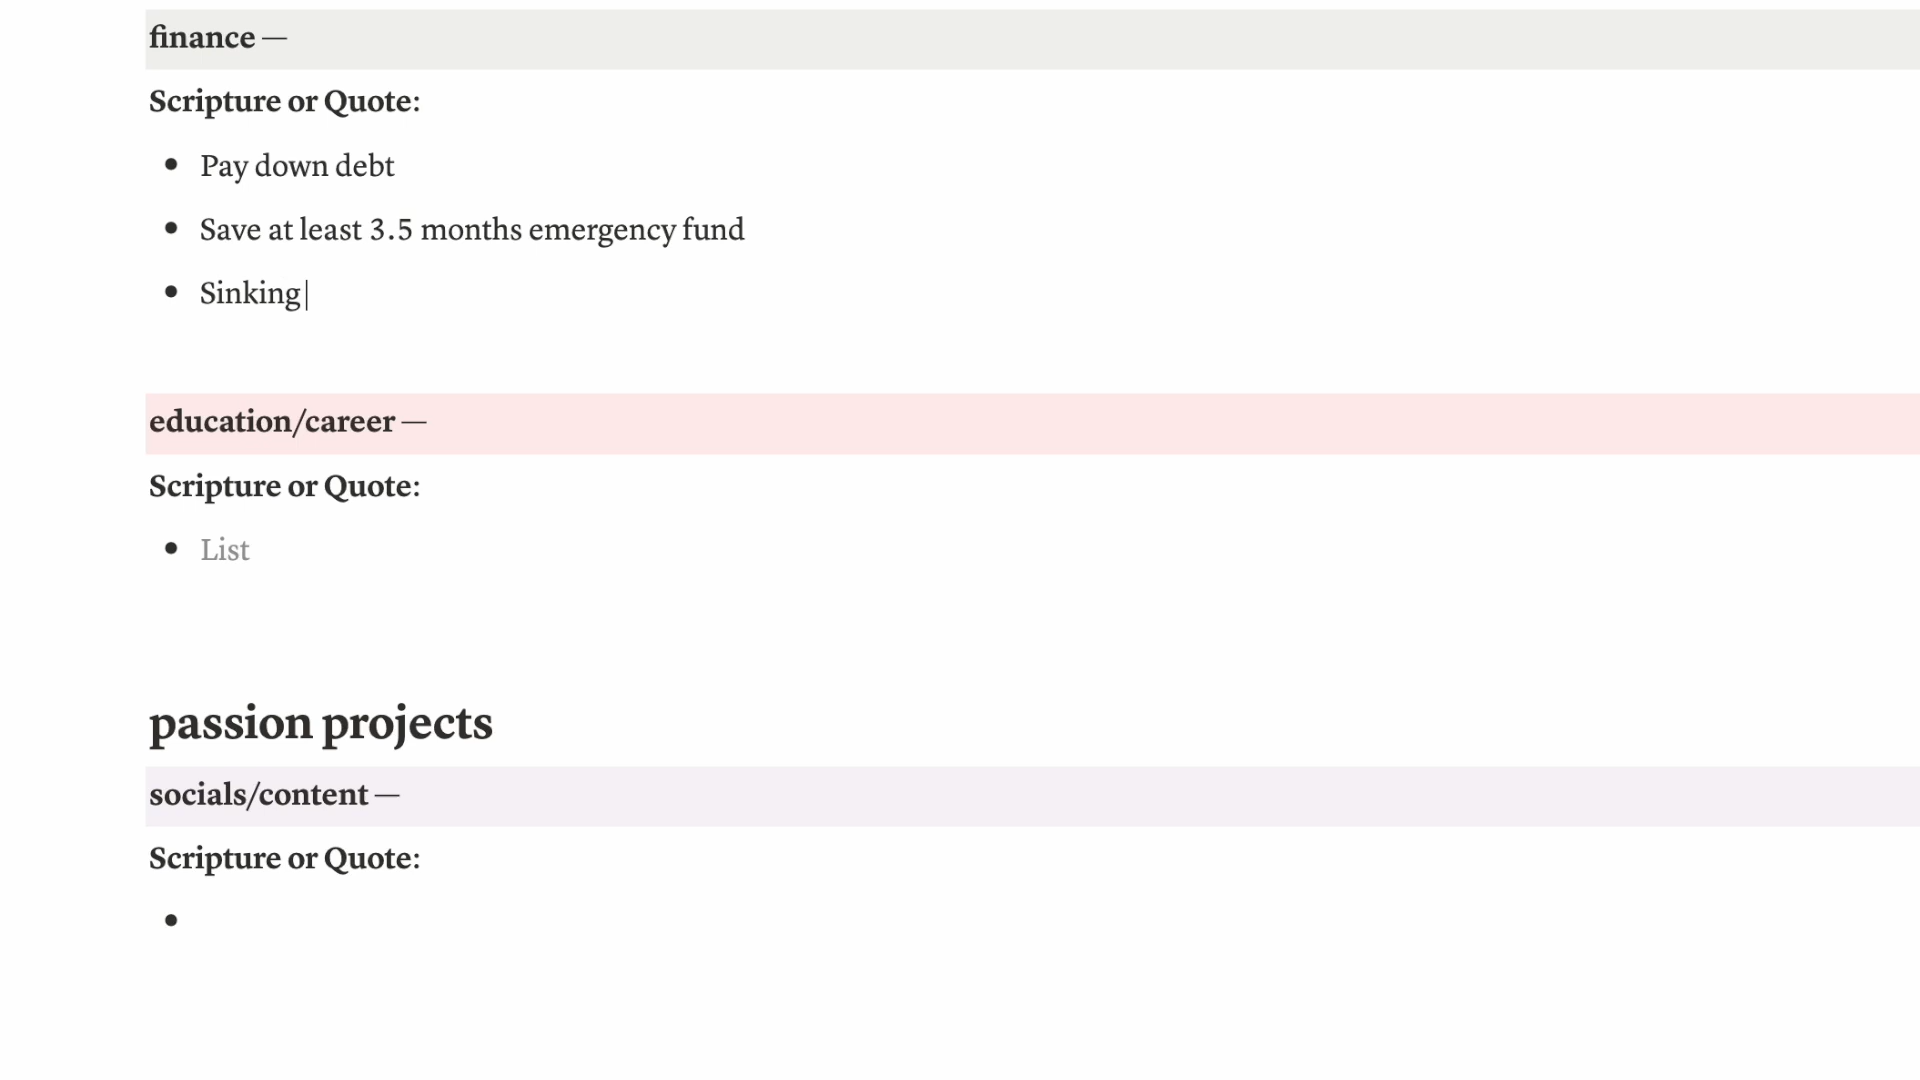 finance —
Scripture or Quote:
• Pay down debt
• Save at least 3.5 months emergency fund
• Sinking
education/career —
Scripture or Quote:
• List
passion projects
socials/content —
Scripture or Quote:
•